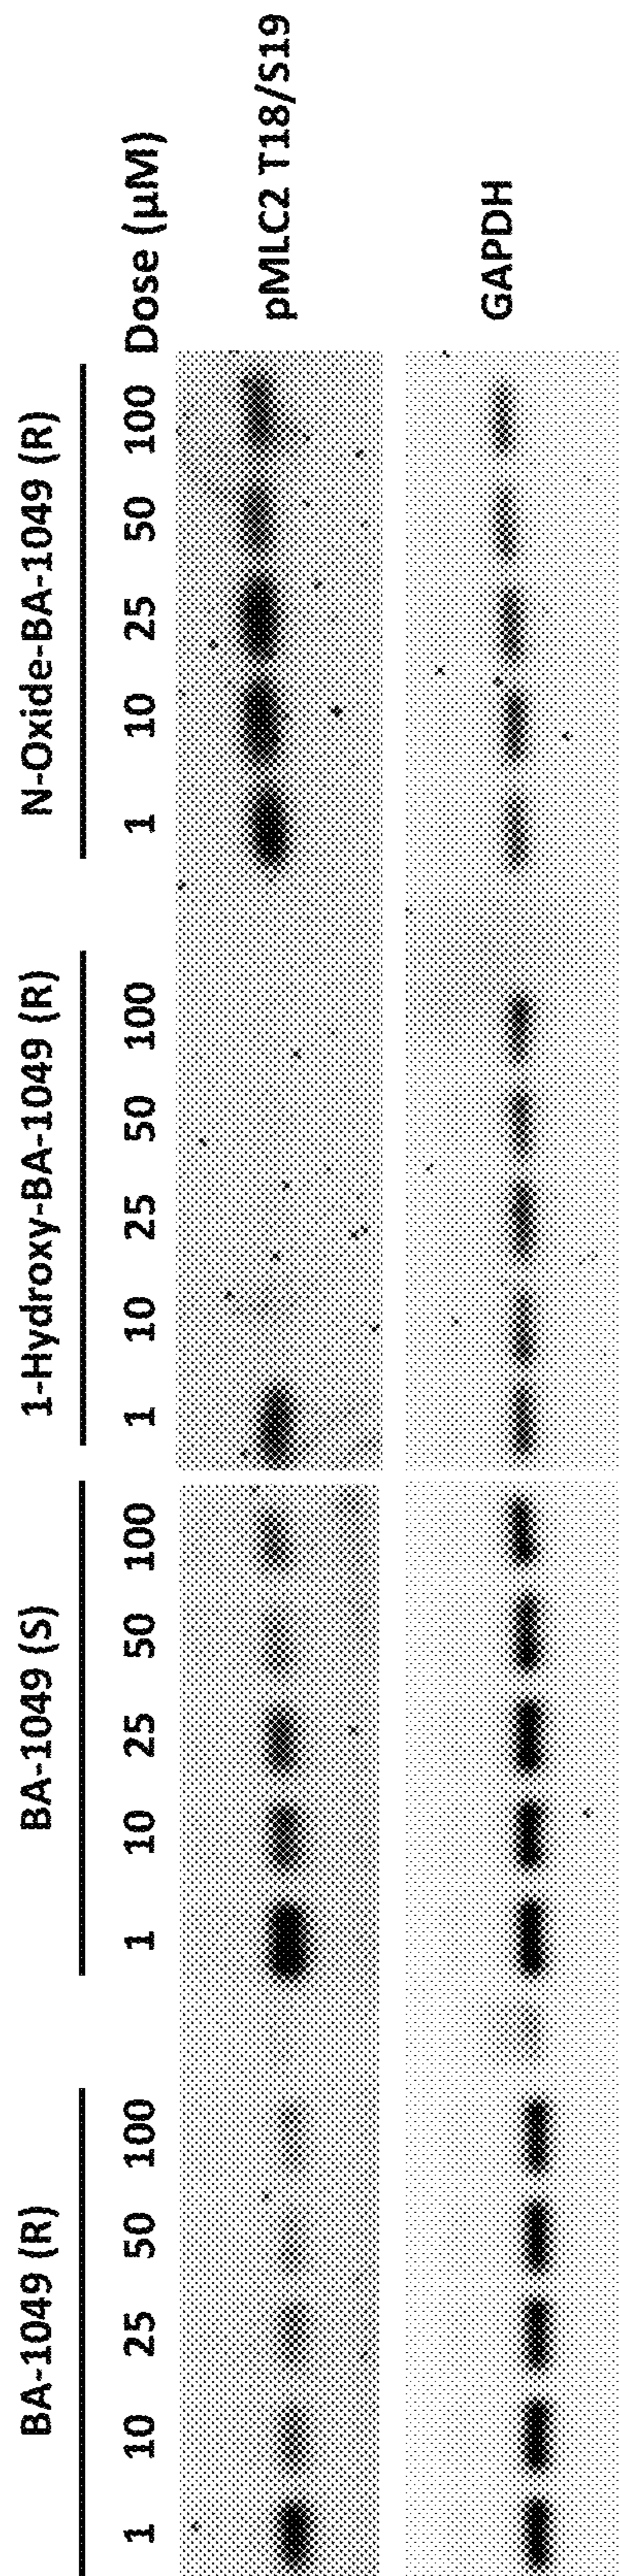 BA-1049 (R) BA-1049 (S) 1-Hydroxy-BA-1049 (R) N-Oxide-BA-1049 (R)
1 10 25 50 100 1 10 25 50 100 1 10 25 50 100 1 10 25 50 100 Dose (µM)
pMLC2 T18/S19
GAPDH